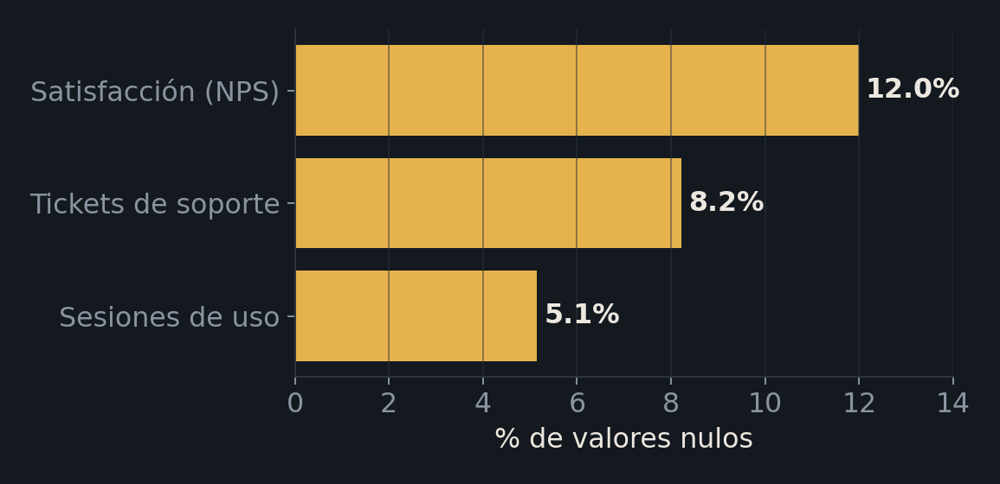 Satisfacción (NPS)
12.0%
Tickets de soporte
8.2%
Sesiones de uso
5.1%
0 2 4 6 8 10 12 14
% de valores nulos